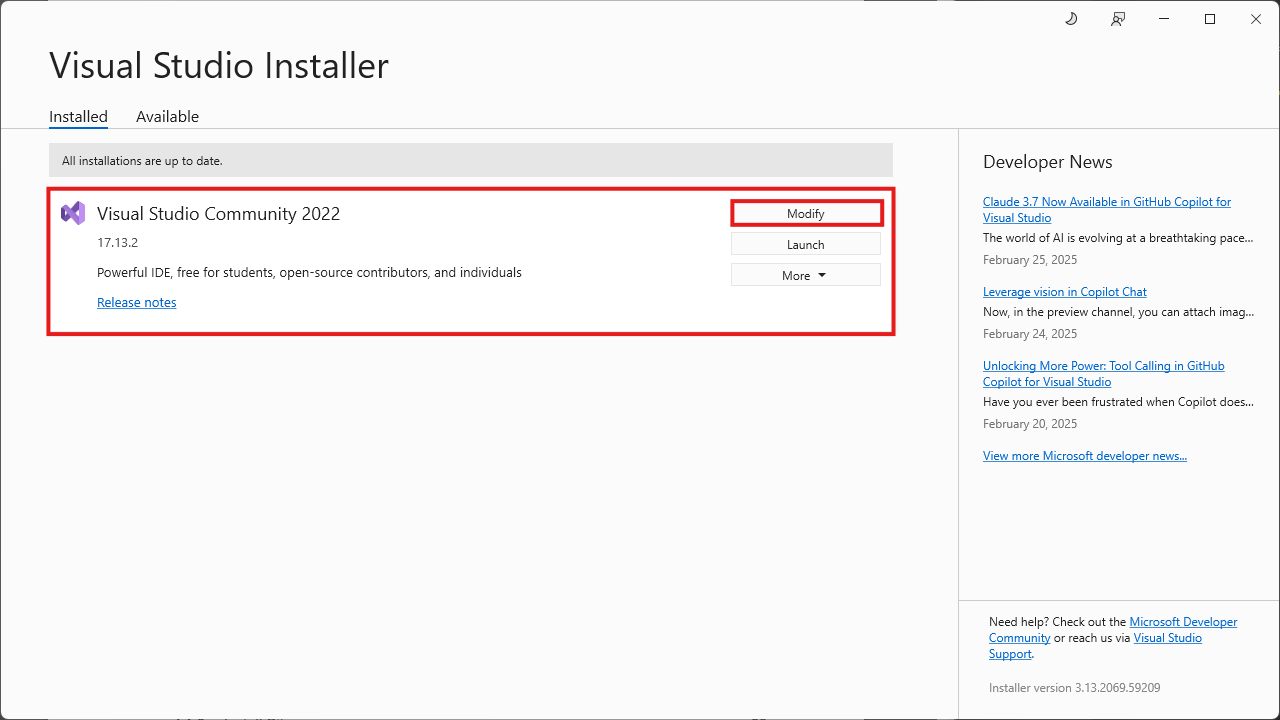 Visual Studio Installer
Installed
Available
All installations are up to date.
Visual Studio Community 2022
17.13.2
Powerful IDE, free for students, open-source contributors, and individuals
Release notes
Modify
Launch
More
Developer News
Claude 3.7 Now Available in GitHub Copilot for
Visual Studio
The world of AI is evolving at a breathtaking pace...
February 25, 2025
Leverage vision in Copilot Chat
Now, in the preview channel, you can attach imag...
February 24, 2025
Unlocking More Power: Tool Calling in GitHub
Copilot for Visual Studio
Have you ever been frustrated when Copilot does...
February 20, 2025
View more Microsoft developer news...
Need help? Check out the Microsoft Developer
Community or reach us via Visual Studio
Support.
Installer version 3.13.2069.59209